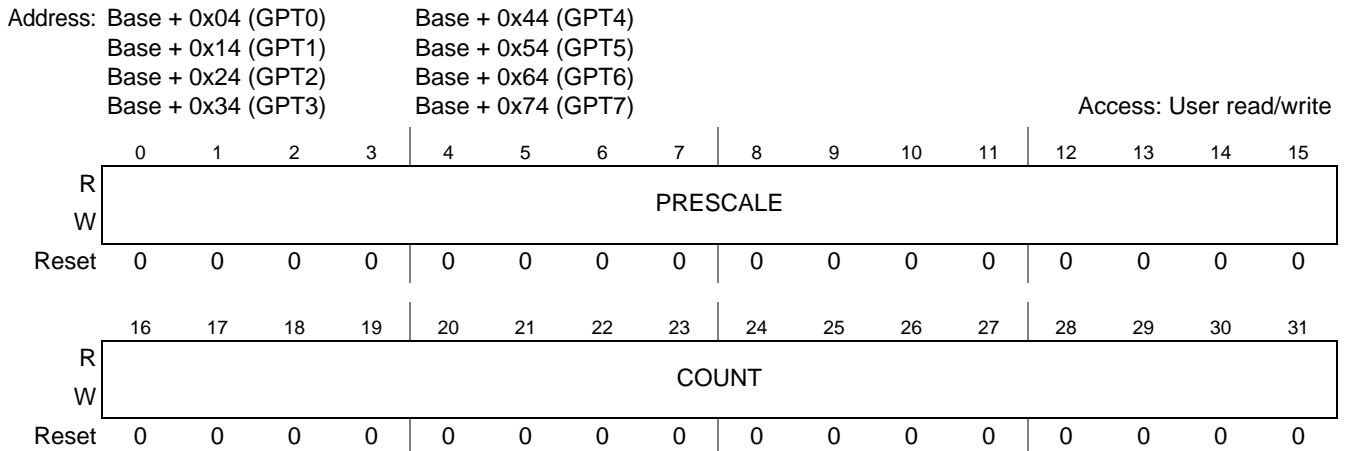 Address: Base + 0x04 (GPT0) Base + 0x44 (GPT4)
Base + 0x14 (GPT1) Base + 0x54 (GPT5)
Base + 0x24 (GPT2) Base + 0x64 (GPT6)
Base + 0x34 (GPT3) Base + 0x74 (GPT7) Access: User read/write
0 1 2 3 4 5 6 7 8 9 10 11 12 13 14 15
R
PRESCALE
W
Reset 0 0 0 0 0 0 0 0 0 0 0 0 0 0 0 0
16 17 18 19 20 21 22 23 24 25 26 27 28 29 30 31
R
COUNT
W
Reset 0 0 0 0 0 0 0 0 0 0 0 0 0 0 0 0